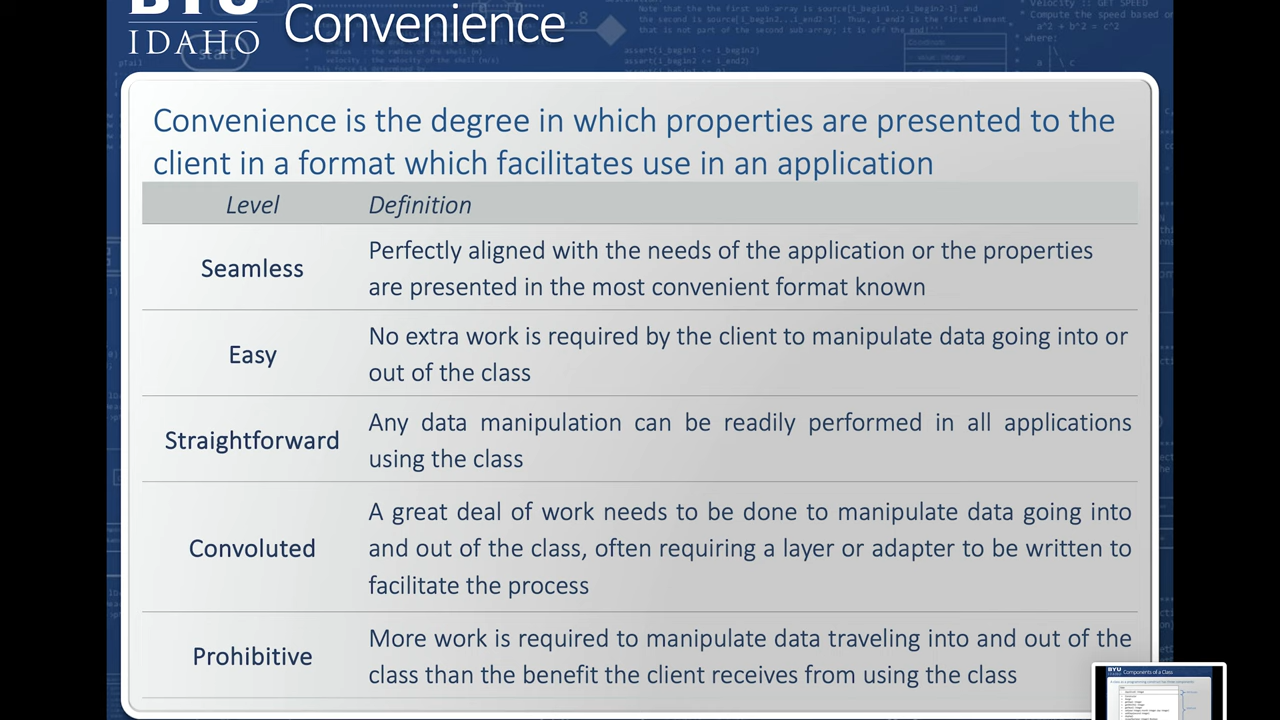 BYU
IDAHO
Convenience
Convenience is the degree in which properties are presented to the
client in a format which facilitates use in an application
Level Definition
Seamless Perfectly aligned with the needs of the application or the properties
are presented in the most convenient format known
Easy No extra work is required by the client to manipulate data going into or
out of the class
Straightforward Any data manipulation can be readily performed in all applications
using the class
Convoluted A great deal of work needs to be done to manipulate data going into
and out of the class, often requiring a layer or adapter to be written to
facilitate the process
Prohibitive More work is required to manipulate data traveling into and out of the
class than the benefit the client receives from using the class
Components of a Class